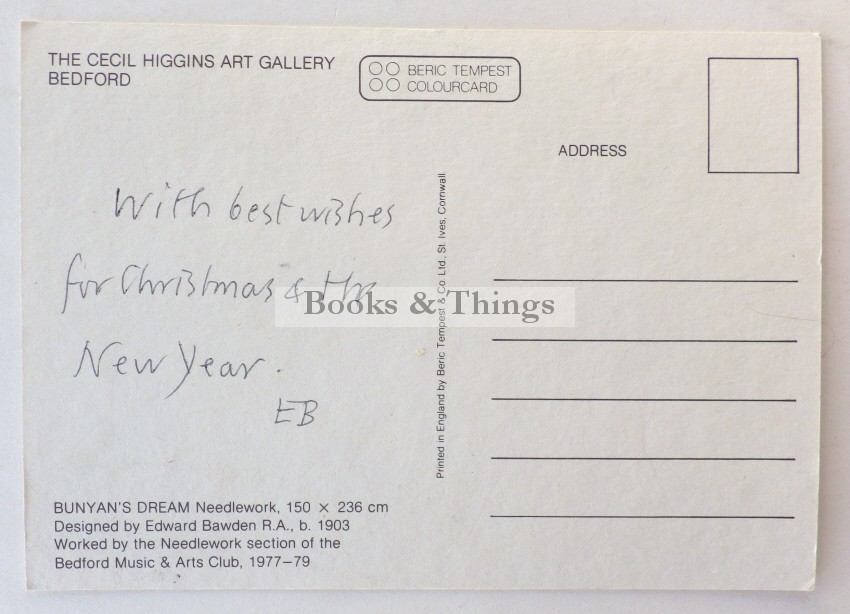 THE CECIL HIGGINS ART GALLERY
BEDFORD
BERIC TEMPEST
COLOURCARD
ADDRESS
With best wishes
for Christmas & the
New Year.
EB
Books & Things
Printed in England by Beric Tempest & Co. Ltd., St. Ives, Cornwall
BUNYAN'S DREAM Needlework, 150 × 236 cm
Designed by Edward Bawden R.A., b. 1903
Worked by the Needlework section of the
Bedford Music & Arts Club, 1977–79